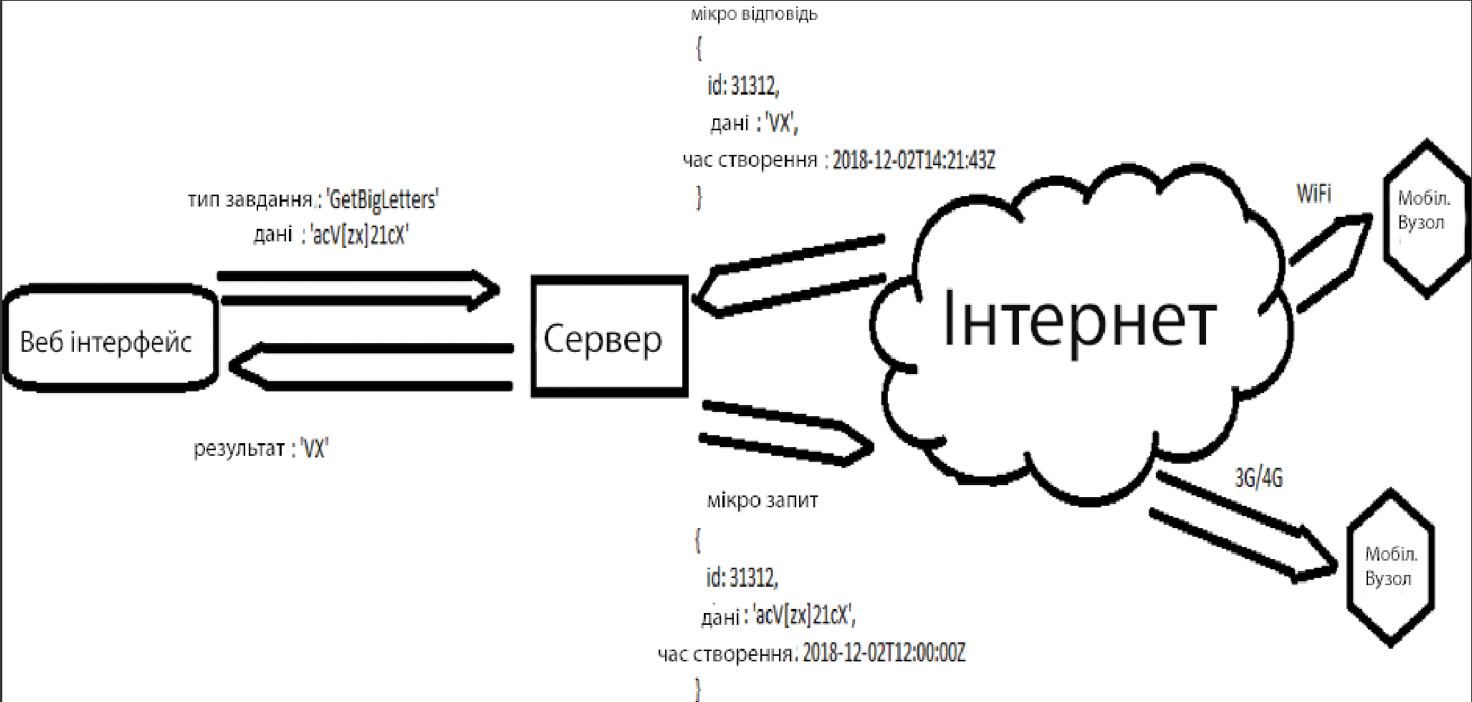 мікро відповідь
{
id: 31312,
дані : 'VX',
час створення : 2018-12-02T14:21:43Z
}
тип завдання : 'GetBigLetters'
дані : 'acV[zx]21cX'
Веб інтерфейс
Сервер
результат : 'VX'
Інтернет
WiFi
Мобіл.
Вузол
3G/4G
Мобіл.
Вузол
мікро запит
{
id: 31312,
дані : 'acV[zx]21cX',
час створення: 2018-12-02T12:00:00Z
}